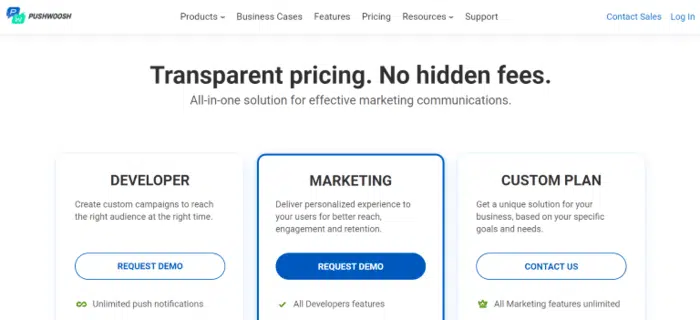 PUSHWOOSH
Products
Business Cases
Features
Pricing
Resources
Support
Contact Sales
Log In
Transparent pricing. No hidden fees.
All-in-one solution for effective marketing communications.
DEVELOPER
Create custom campaigns to reach
the right audience at the right time.
REQUEST DEMO
Unlimited push notifications
MARKETING
Deliver personalized experience to
your users for better reach,
engagement and retention.
REQUEST DEMO
All Developers features
CUSTOM PLAN
Get a unique solution for your
business, based on your specific
goals and needs.
CONTACT US
All Marketing features unlimited